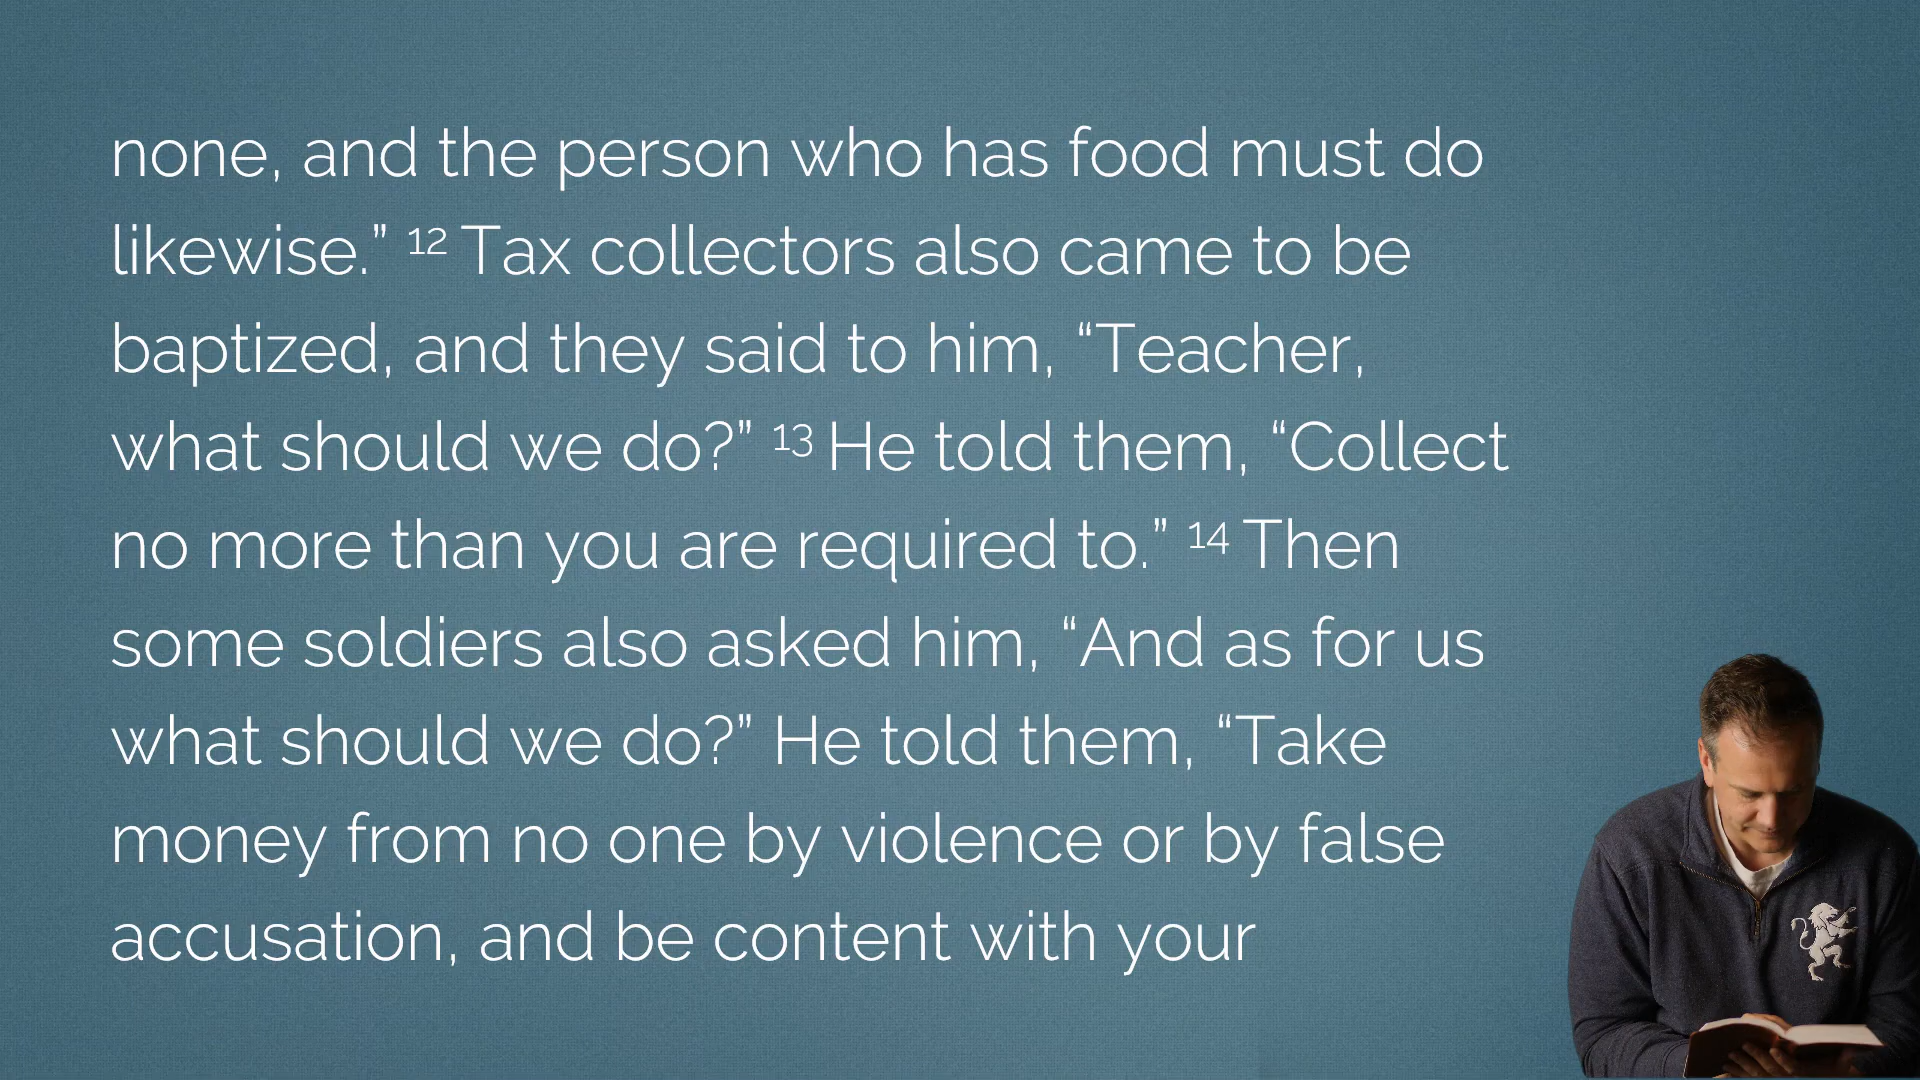 none, and the person who has food must do
likewise.” 12 Tax collectors also came to be
baptized, and they said to him, “Teacher,
what should we do?” 13 He told them, “Collect
no more than you are required to.” 14 Then
some soldiers also asked him, “And as for us
what should we do?” He told them, “Take
money from no one by violence or by false
accusation, and be content with your